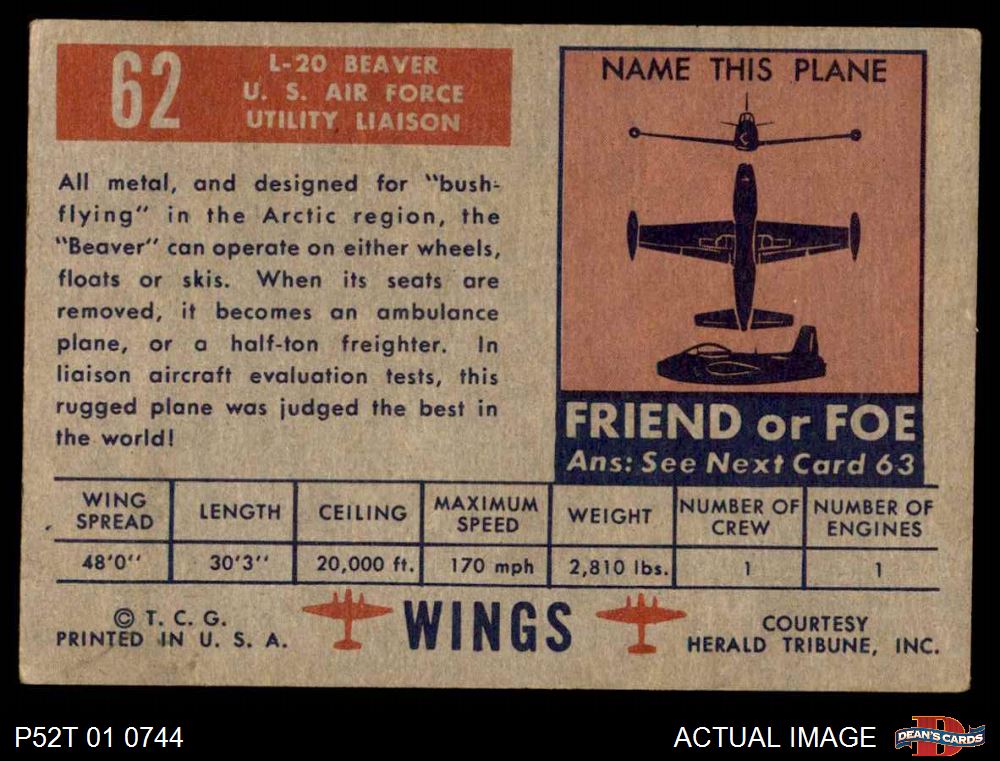 62
L-20 BEAVER
U. S. AIR FORCE
UTILITY LIAISON
All metal, and designed for "bush-
flying" in the Arctic region, the
"Beaver" can operate on either wheels,
floats or skis. When its seats are
removed, it becomes an ambulance
plane, or a half-ton freighter. In
liaison aircraft evaluation tests, this
rugged plane was judged the best in
the world!
NAME THIS PLANE
FRIEND or FOE
Ans: See Next Card 63
WING SPREAD LENGTH CEILING MAXIMUM SPEED WEIGHT NUMBER OF CREW NUMBER OF ENGINES
48'0" 30'3" 20,000 ft. 170 mph 2,810 lbs. 1 1
© T. C. G.
PRINTED IN U. S. A.
WINGS
COURTESY
HERALD TRIBUNE, INC.
P52T 01 0744
ACTUAL IMAGE
D
DEAN'S CARDS